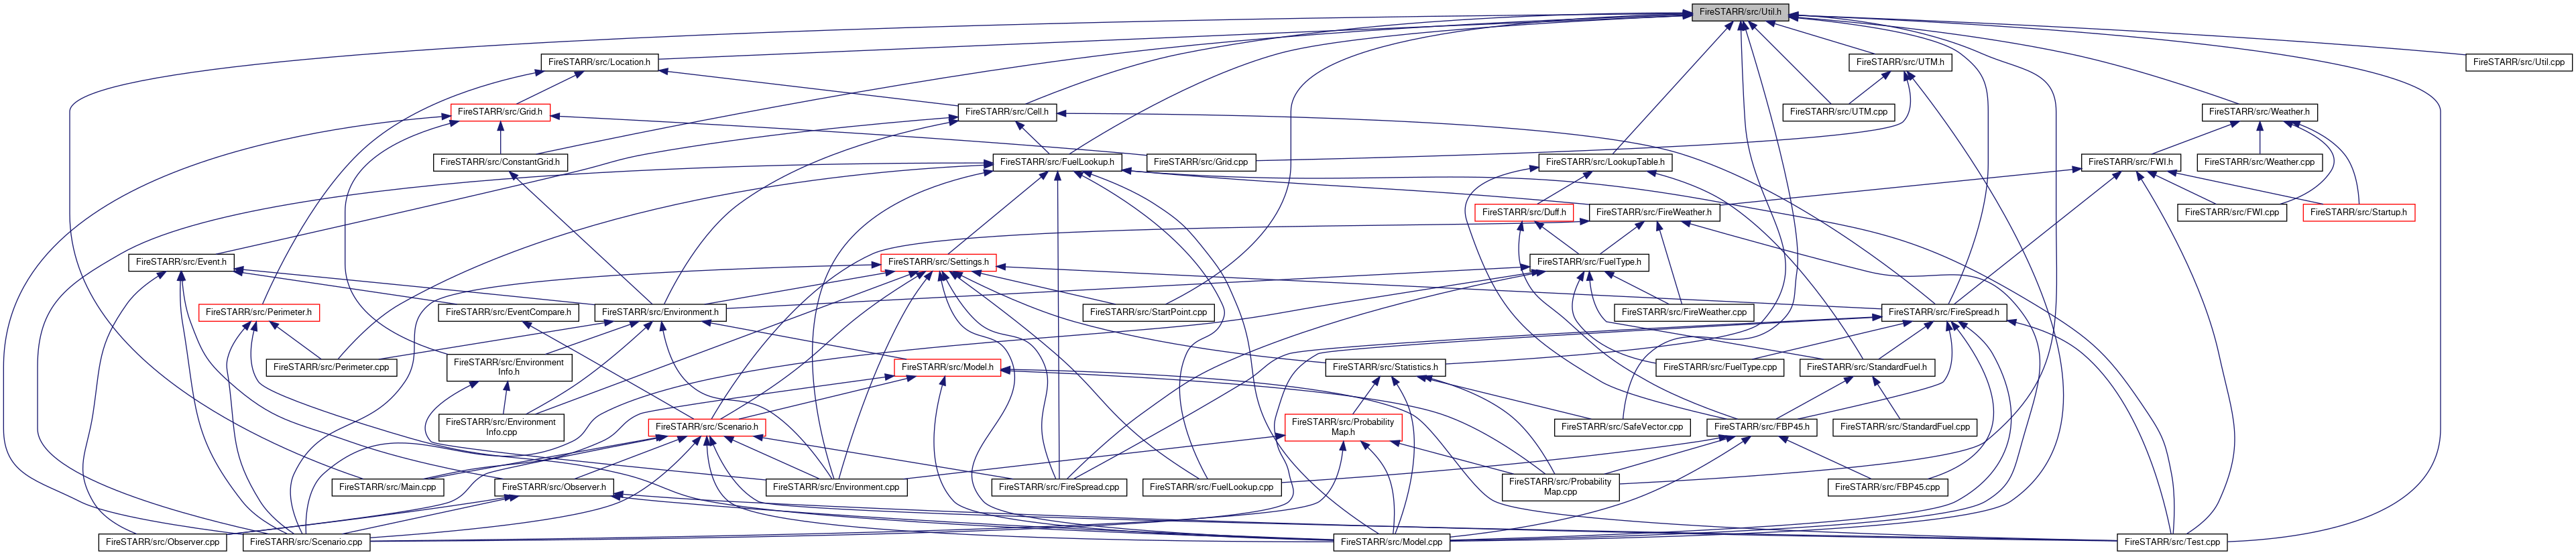 FireSTARR/src/Util.h
FireSTARR/src/Location.h
FireSTARR/src/UTM.h
FireSTARR/src/Util.cpp
FireSTARR/src/Grid.h
FireSTARR/src/Cell.h
FireSTARR/src/UTM.cpp
FireSTARR/src/Weather.h
FireSTARR/src/ConstantGrid.h
FireSTARR/src/FuelLookup.h
FireSTARR/src/Grid.cpp
FireSTARR/src/LookupTable.h
FireSTARR/src/FWI.h
FireSTARR/src/Weather.cpp
FireSTARR/src/Duff.h
FireSTARR/src/FireWeather.h
FireSTARR/src/FWI.cpp
FireSTARR/src/Startup.h
FireSTARR/src/Event.h
FireSTARR/src/Settings.h
FireSTARR/src/FuelType.h
FireSTARR/src/Perimeter.h
FireSTARR/src/EventCompare.h
FireSTARR/src/Environment.h
FireSTARR/src/StartPoint.cpp
FireSTARR/src/FireWeather.cpp
FireSTARR/src/FireSpread.h
FireSTARR/src/Perimeter.cpp
FireSTARR/src/Environment
Info.h
FireSTARR/src/Model.h
FireSTARR/src/Statistics.h
FireSTARR/src/FuelType.cpp
FireSTARR/src/StandardFuel.h
FireSTARR/src/Environment
Info.cpp
FireSTARR/src/Scenario.h
FireSTARR/src/Probability
Map.h
FireSTARR/src/SafeVector.cpp
FireSTARR/src/FBP45.h
FireSTARR/src/StandardFuel.cpp
FireSTARR/src/Main.cpp
FireSTARR/src/Observer.h
FireSTARR/src/Environment.cpp
FireSTARR/src/FireSpread.cpp
FireSTARR/src/FuelLookup.cpp
FireSTARR/src/Probability
Map.cpp
FireSTARR/src/FBP45.cpp
FireSTARR/src/Observer.cpp
FireSTARR/src/Scenario.cpp
FireSTARR/src/Model.cpp
FireSTARR/src/Test.cpp